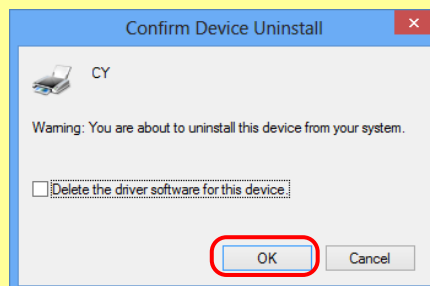 Confirm Device Uninstall
CY
Warning: You are about to uninstall this device from your system.
Delete the driver software for this device.
OK
Cancel